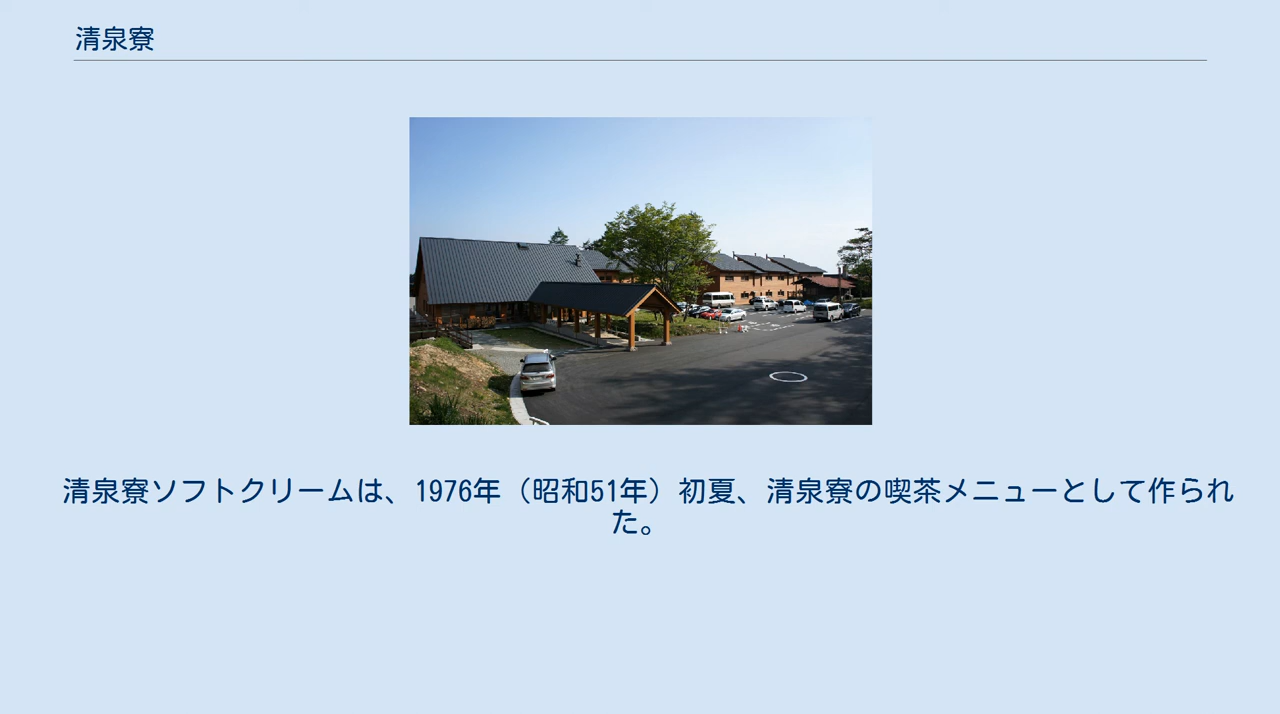 清泉寮
清泉寮ソフトクリームは、1976年（昭和51年）初夏、清泉寮の喫茶メニューとして作られ
た。